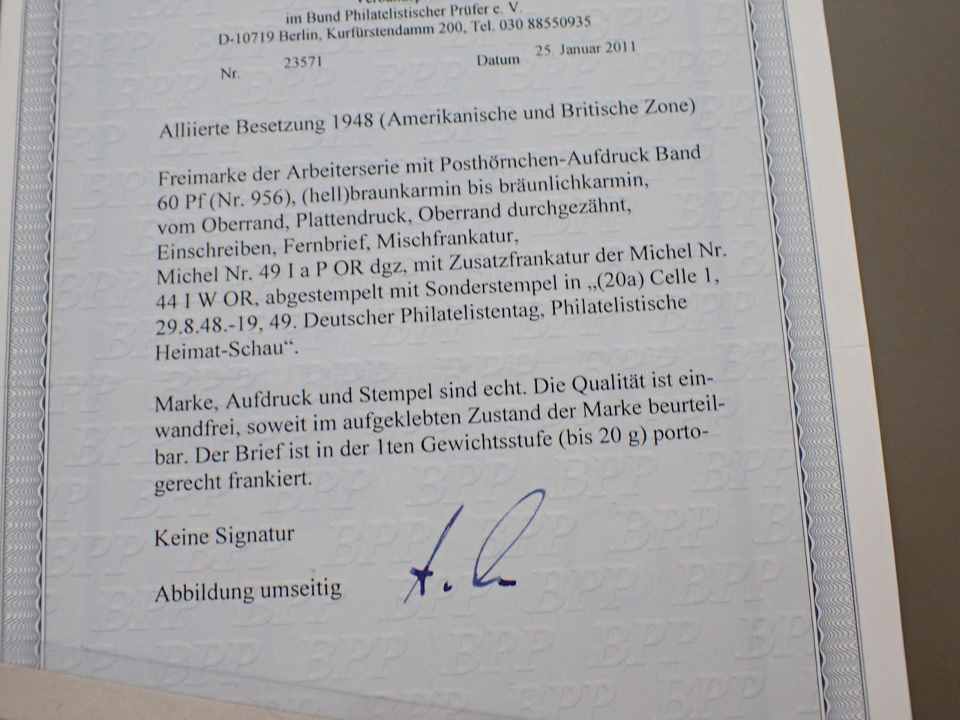 im Bund Philatelistischer Prüfer e. V.
D-10719 Berlin, Kurfürstendamm 200, Tel. 030 88550935
Nr. 23571 Datum 25. Januar 2011
Alliierte Besetzung 1948 (Amerikanische und Britische Zone)
Freimarke der Arbeiterserie mit Posthörnchen-Aufdruck Band
60 Pf (Nr. 956), (hell)braunkarmin bis bräunlichkarmin,
vom Oberrand, Plattendruck, Oberrand durchgezähnt,
Einschreiben, Fernbrief, Mischfrankatur,
Michel Nr. 49 I a P OR dgz, mit Zusatzfrankatur der Michel Nr.
44 I W OR, abgestempelt mit Sonderstempel in „(20a) Celle 1,
29.8.48.-19, 49. Deutscher Philatelistentag, Philatelistische
Heimat-Schau“.
Marke, Aufdruck und Stempel sind echt. Die Qualität ist ein-
wandfrei, soweit im aufgeklebten Zustand der Marke beurteil-
bar. Der Brief ist in der 1ten Gewichtsstufe (bis 20 g) porto-
gerecht frankiert.
Keine Signatur
Abbildung umseitig
BPP